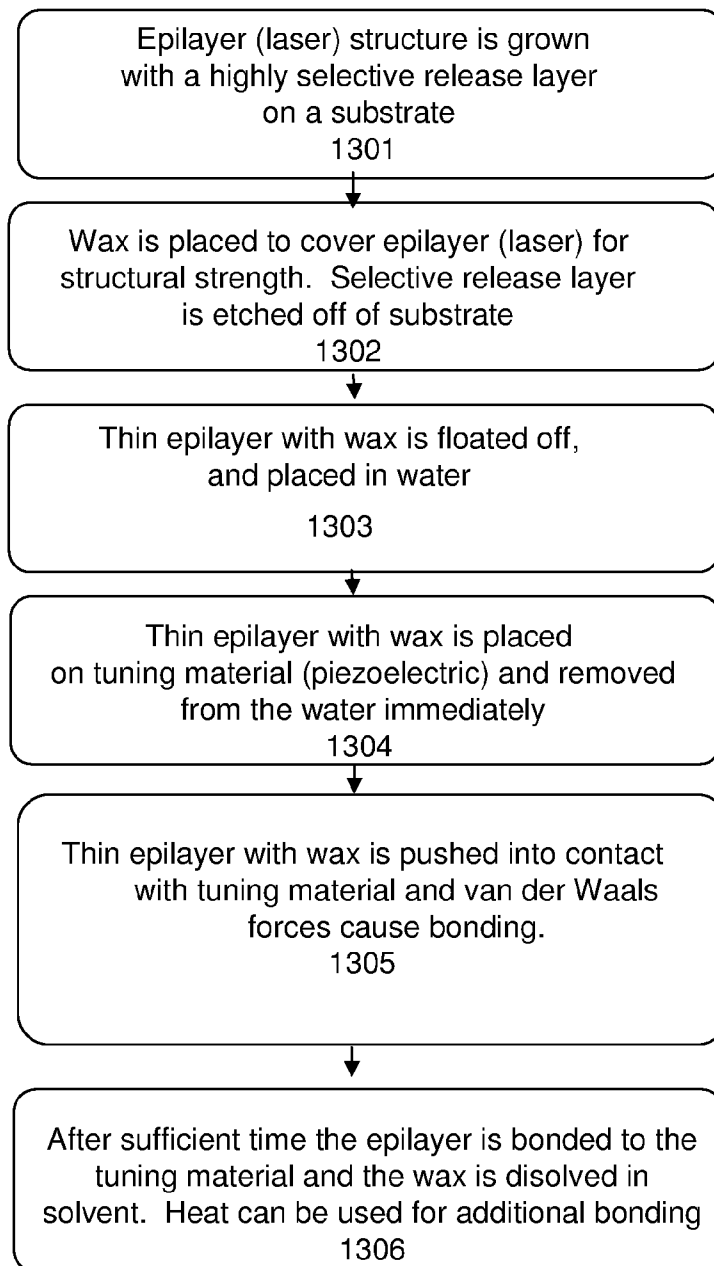 Epilayer (laser) structure is grown
with a highly selective release layer
on a substrate
1301
Wax is placed to cover epilayer (laser) for
structural strength.  Selective release layer
is etched off of substrate
1302
Thin epilayer with wax is floated off,
and placed in water
1303
Thin epilayer with wax is placed
on tuning material (piezoelectric) and removed
from the water immediately
1304
Thin epilayer with wax is pushed into contact
with tuning material and van der Waals
forces cause bonding.
1305
After sufficient time the epilayer is bonded to the
tuning material and the wax is disolved in
solvent.  Heat can be used for additional bonding
1306